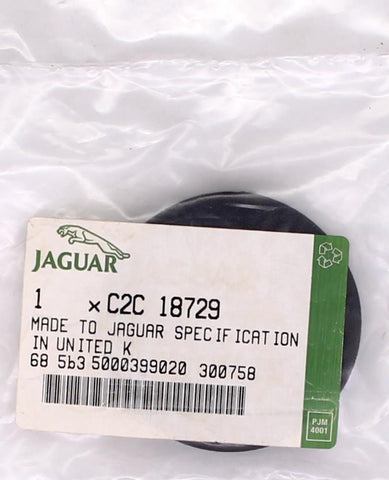 JAGUAR
1 x C2C 18729
MADE TO JAGUAR SPECIFICATION
IN UNITED K
68 5b3 5000399020 300758
PJM
4001